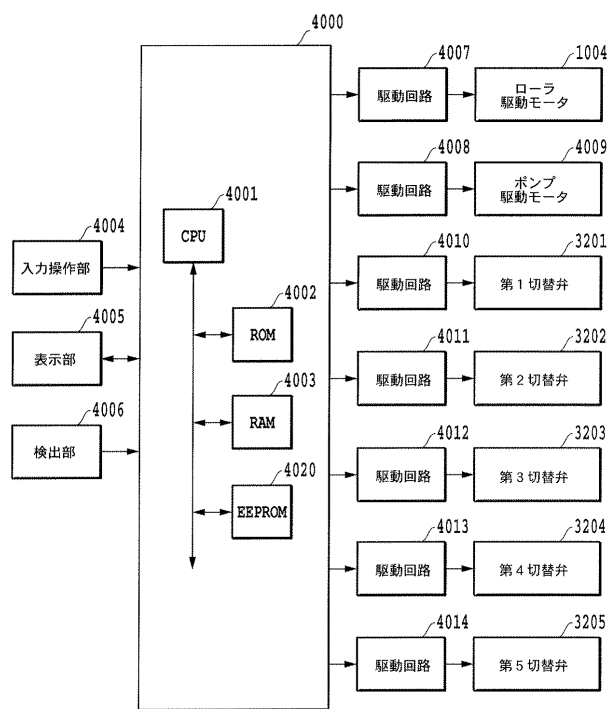 4000
4007
駆動回路
1004
ローラ
駆動モータ
4008
駆動回路
4009
ポンプ
駆動モータ
4001
CPU
4004
入力操作部
4010
駆動回路
3201
第1切替弁
4002
ROM
4005
表示部
4011
駆動回路
3202
第2切替弁
4003
RAM
4006
検出部
4012
駆動回路
3203
第3切替弁
4020
EEPROM
4013
駆動回路
3204
第4切替弁
4014
駆動回路
3205
第5切替弁